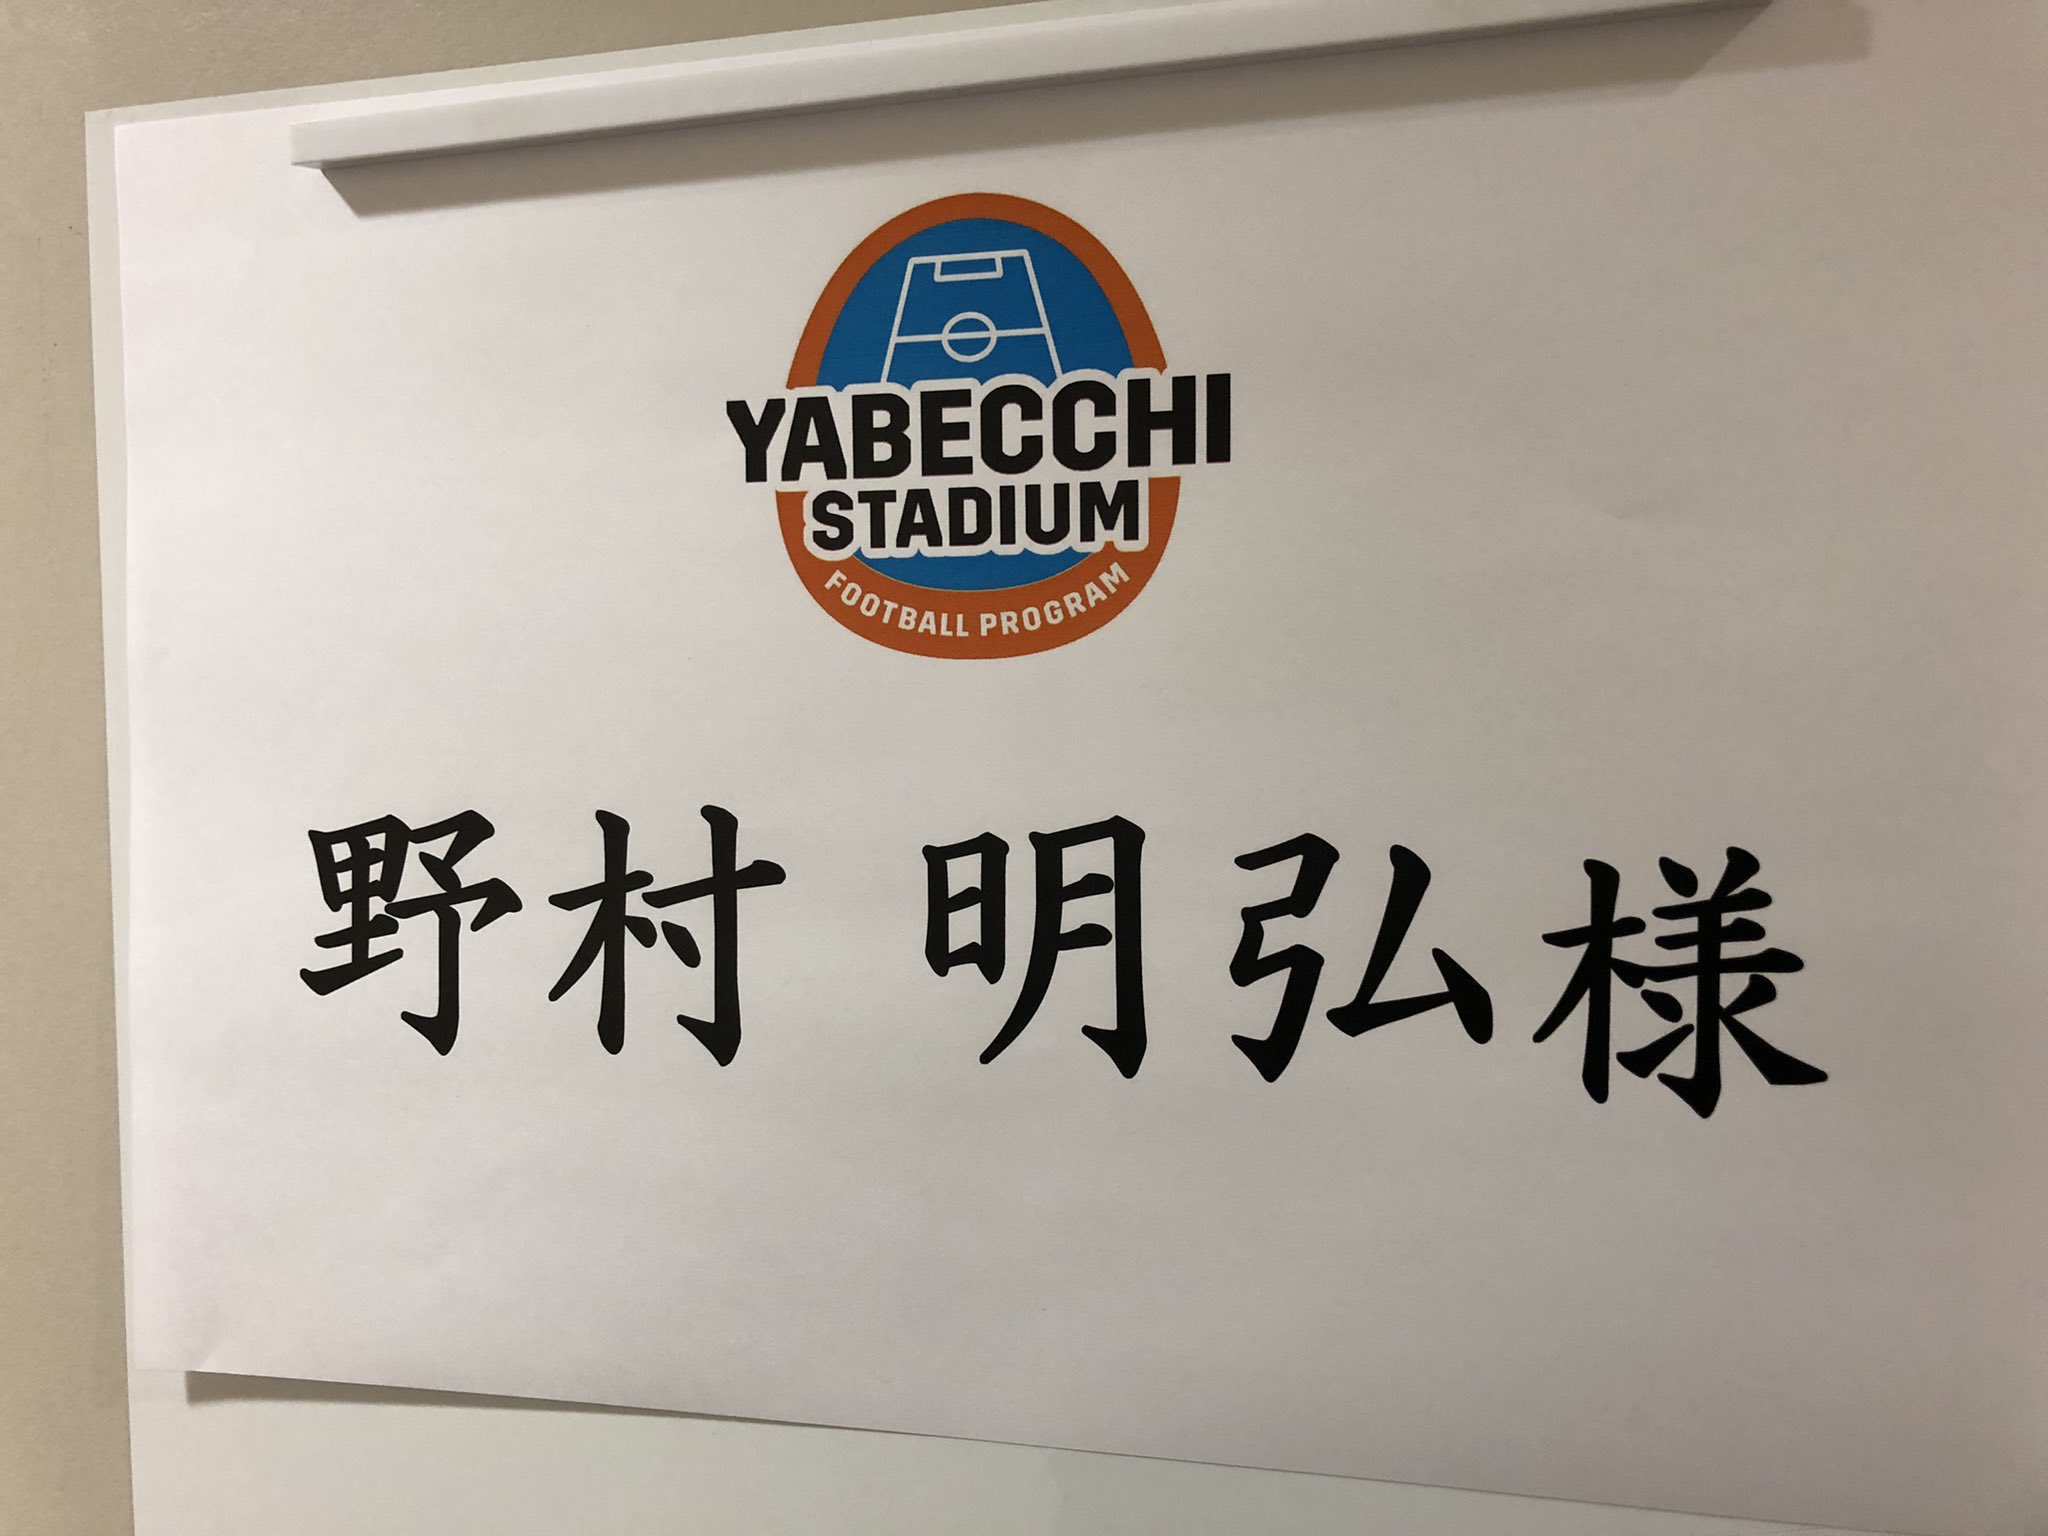 YABECCHI
STADIUM
FOOTBALL PROGRAM
野村 明弘様